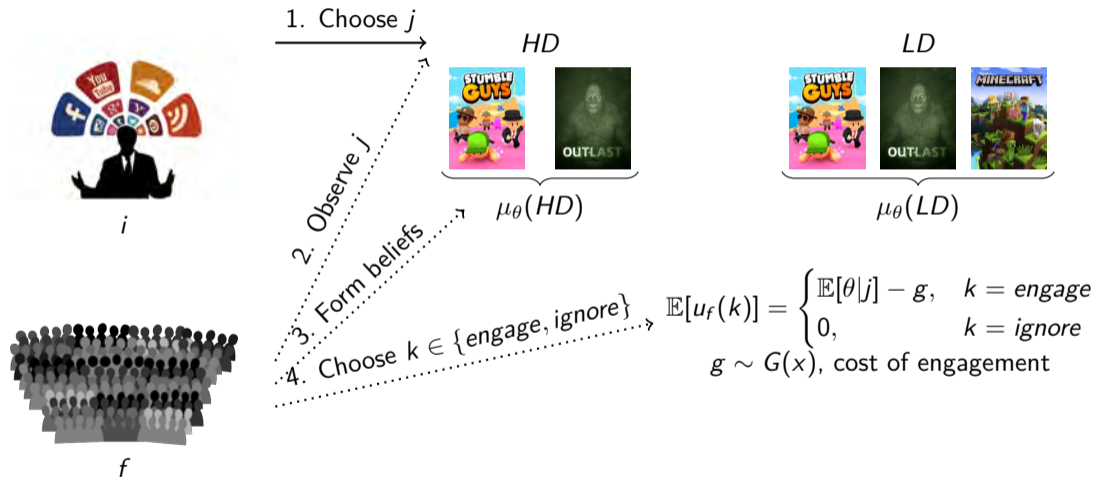 1. Choose j
HD
LD
You
Tube
f
STUMBLE
GUYS
OUTLAST
STUMBLE
GUYS
OUTLAST
MINECRAFT
μθ(HD)
μθ(LD)
i
2. Observe j
3. Form beliefs
4. Choose k ∈ {engage, ignore}
𝔼[u_f(k)] = { 𝔼[θ|j] − g, k = engage
0, k = ignore
g ∼ G(x), cost of engagement
f